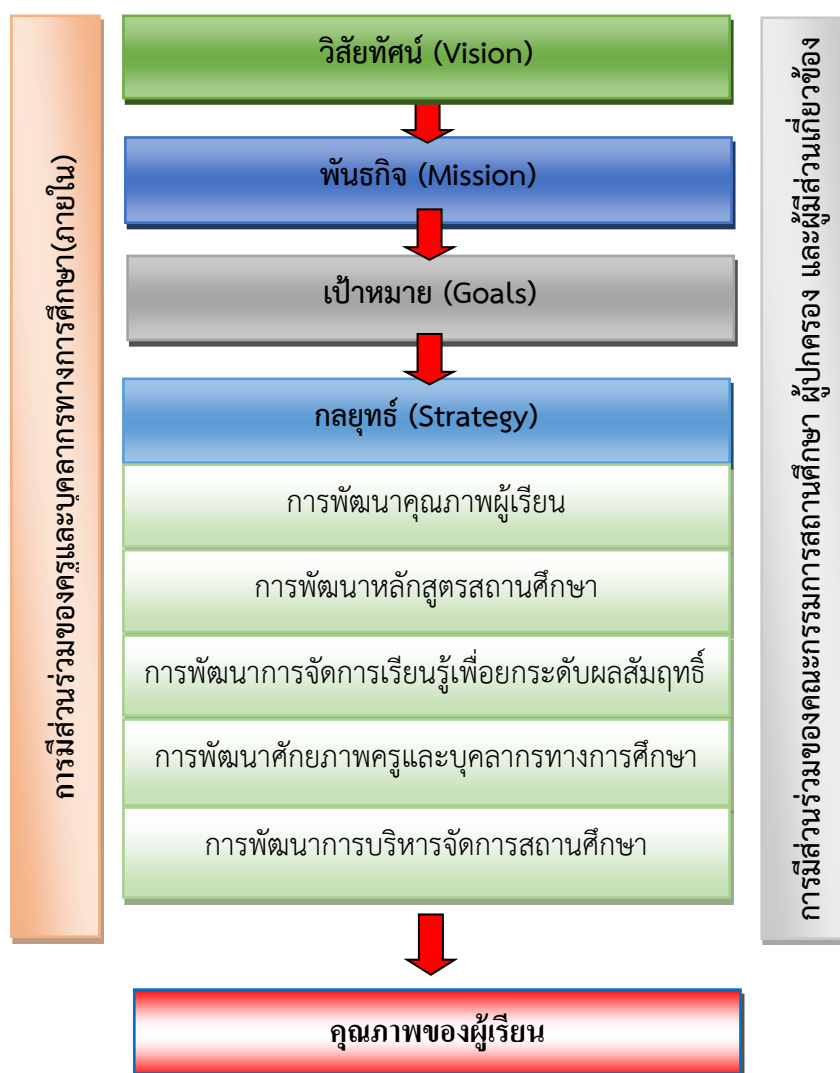 วิสัยทัศน์ (Vision)
พันธกิจ (Mission)
เป้าหมาย (Goals)
กลยุทธ์ (Strategy)
การพัฒนาคุณภาพผู้เรียน
การพัฒนาหลักสูตรสถานศึกษา
การพัฒนาการจัดการเรียนรู้เพื่อยกระดับผลสัมฤทธิ์
การพัฒนาศักยภาพครูและบุคลากรทางการศึกษา
การพัฒนาการบริหารจัดการสถานศึกษา
คุณภาพของผู้เรียน
การมีส่วนร่วมของครูและบุคลากรทางการศึกษา(ภายใน)
การมีส่วนร่วมของคณะกรรมการสถานศึกษา ผู้ปกครอง และผู้มีส่วนเกี่ยวข้อง